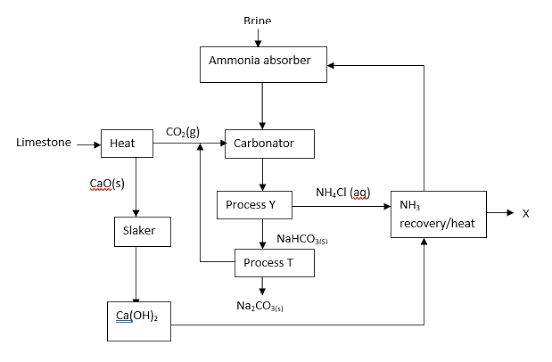 Brine
Ammonia absorber
Limestone
Heat
CO₂(g)
Carbonator
CaO(s)
Process Y
NH₄Cl (aq)
NH₃
recovery/heat
X
Slaker
NaHCO₃₍ₛ₎
Process T
Na₂CO₃₍ₛ₎
Ca(OH)₂